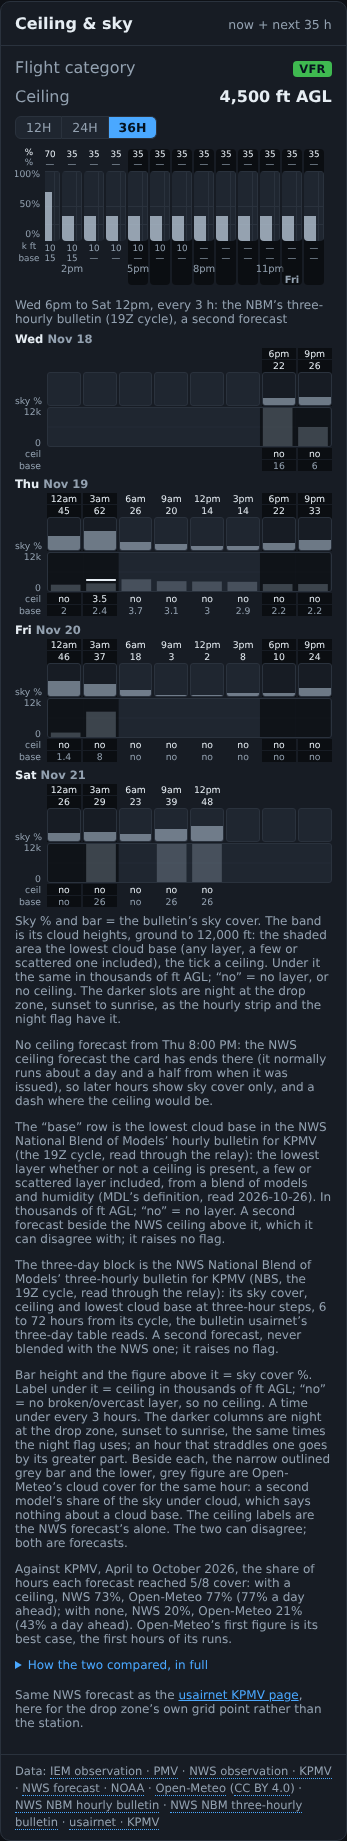 Ceiling & sky now + next 35 h
Flight category VFR
Ceiling 4,500 ft AGL
12H 24H 36H
% 70 35 35 35 35 35 35 35 35 35 35 35 35
% — — — — — — — — — — — — —
100%
50%
0%
k ft 10 10 10 10 10 10 10 — — — — — —
base 15 15 — — — — — — — — — — —
2pm 5pm 8pm 11pm
Fri
Wed 6pm to Sat 12pm, every 3 h: the NBM’s three-
hourly bulletin (19Z cycle), a second forecast
Wed Nov 18
6pm 9pm
22 26
sky %
12k
0
ceil no no
base 16 6
Thu Nov 19
12am 3am 6am 9am 12pm 3pm 6pm 9pm
45 62 26 20 14 14 22 33
sky %
12k
0
ceil no 3.5 no no no no no no
base 2 2.4 3.7 3.1 3 2.9 2.2 2.2
Fri Nov 20
12am 3am 6am 9am 12pm 3pm 6pm 9pm
46 37 18 3 2 8 10 24
sky %
12k
0
ceil no no no no no no no no
base 1.4 8 no no no no no no
Sat Nov 21
12am 3am 6am 9am 12pm
26 29 23 39 48
sky %
12k
0
ceil no no no no no
base no 26 no 26 26
Sky % and bar = the bulletin’s sky cover. The band
is its cloud heights, ground to 12,000 ft: the shaded
area the lowest cloud base (any layer, a few or
scattered one included), the tick a ceiling. Under it
the same in thousands of ft AGL; “no” = no layer, or
no ceiling. The darker slots are night at the drop
zone, sunset to sunrise, as the hourly strip and the
night flag have it.
No ceiling forecast from Thu 8:00 PM: the NWS
ceiling forecast the card has ends there (it normally
runs about a day and a half from when it was
issued), so later hours show sky cover only, and a
dash where the ceiling would be.
The “base” row is the lowest cloud base in the NWS
National Blend of Models’ hourly bulletin for KPMV
(the 19Z cycle, read through the relay): the lowest
layer whether or not a ceiling is present, a few or
scattered layer included, from a blend of models
and humidity (MDL’s definition, read 2026-10-26). In
thousands of ft AGL; “no” = no layer. A second
forecast beside the NWS ceiling above it, which it
can disagree with; it raises no flag.
The three-day block is the NWS National Blend of
Models’ three-hourly bulletin for KPMV (NBS, the
19Z cycle, read through the relay): its sky cover,
ceiling and lowest cloud base at three-hour steps, 6
to 72 hours from its cycle, the bulletin usairnet’s
three-day table reads. A second forecast, never
blended with the NWS one; it raises no flag.
Bar height and the figure above it = sky cover %.
Label under it = ceiling in thousands of ft AGL; “no”
= no broken/overcast layer, so no ceiling. A time
under every 3 hours. The darker columns are night
at the drop zone, sunset to sunrise, the same times
the night flag uses; an hour that straddles one goes
by its greater part. Beside each, the narrow outlined
grey bar and the lower, grey figure are Open-
Meteo’s cloud cover for the same hour: a second
model’s share of the sky under cloud, which says
nothing about a cloud base. The ceiling labels are
the NWS forecast’s alone. The two can disagree;
both are forecasts.
Against KPMV, April to October 2026, the share of
hours each forecast reached 5/8 cover: with a
ceiling, NWS 73%, Open-Meteo 77% (77% a day
ahead); with none, NWS 20%, Open-Meteo 21%
(43% a day ahead). Open-Meteo’s first figure is its
best case, the first hours of its runs.
▶ How the two compared, in full
Same NWS forecast as the usairnet KPMV page,
here for the drop zone’s own grid point rather than
the station.
Data: IEM observation · PMV · NWS observation · KPMV
· NWS forecast · NOAA · Open-Meteo (CC BY 4.0) ·
NWS NBM hourly bulletin · NWS NBM three-hourly
bulletin · usairnet · KPMV